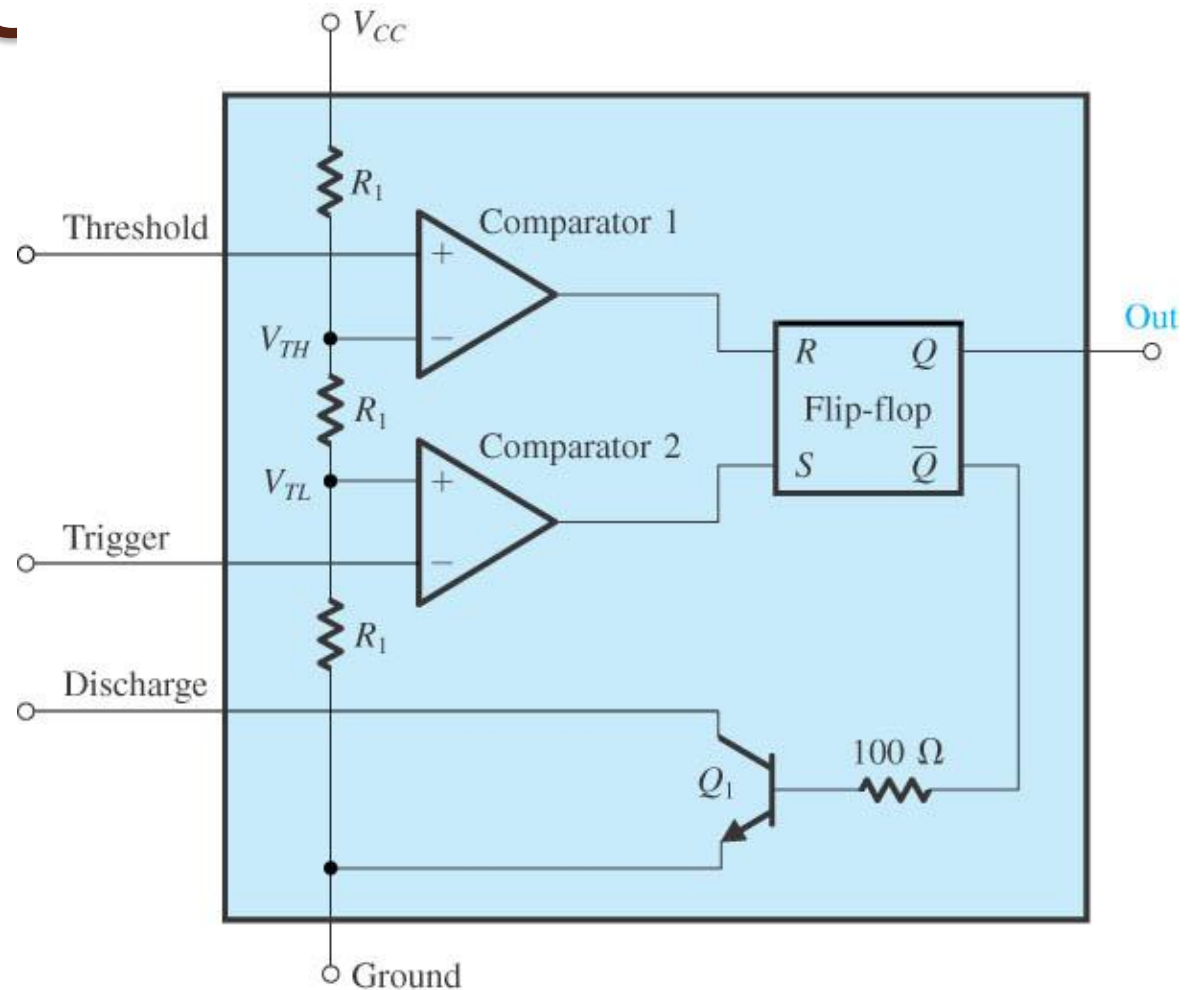 V_CC
R_1
Threshold
Comparator 1
+
−
V_TH
R Q
Out
Flip-flop
S Q̅
R_1
Comparator 2
V_TL
+
−
Trigger
R_1
Discharge
100 Ω
Q_1
Ground